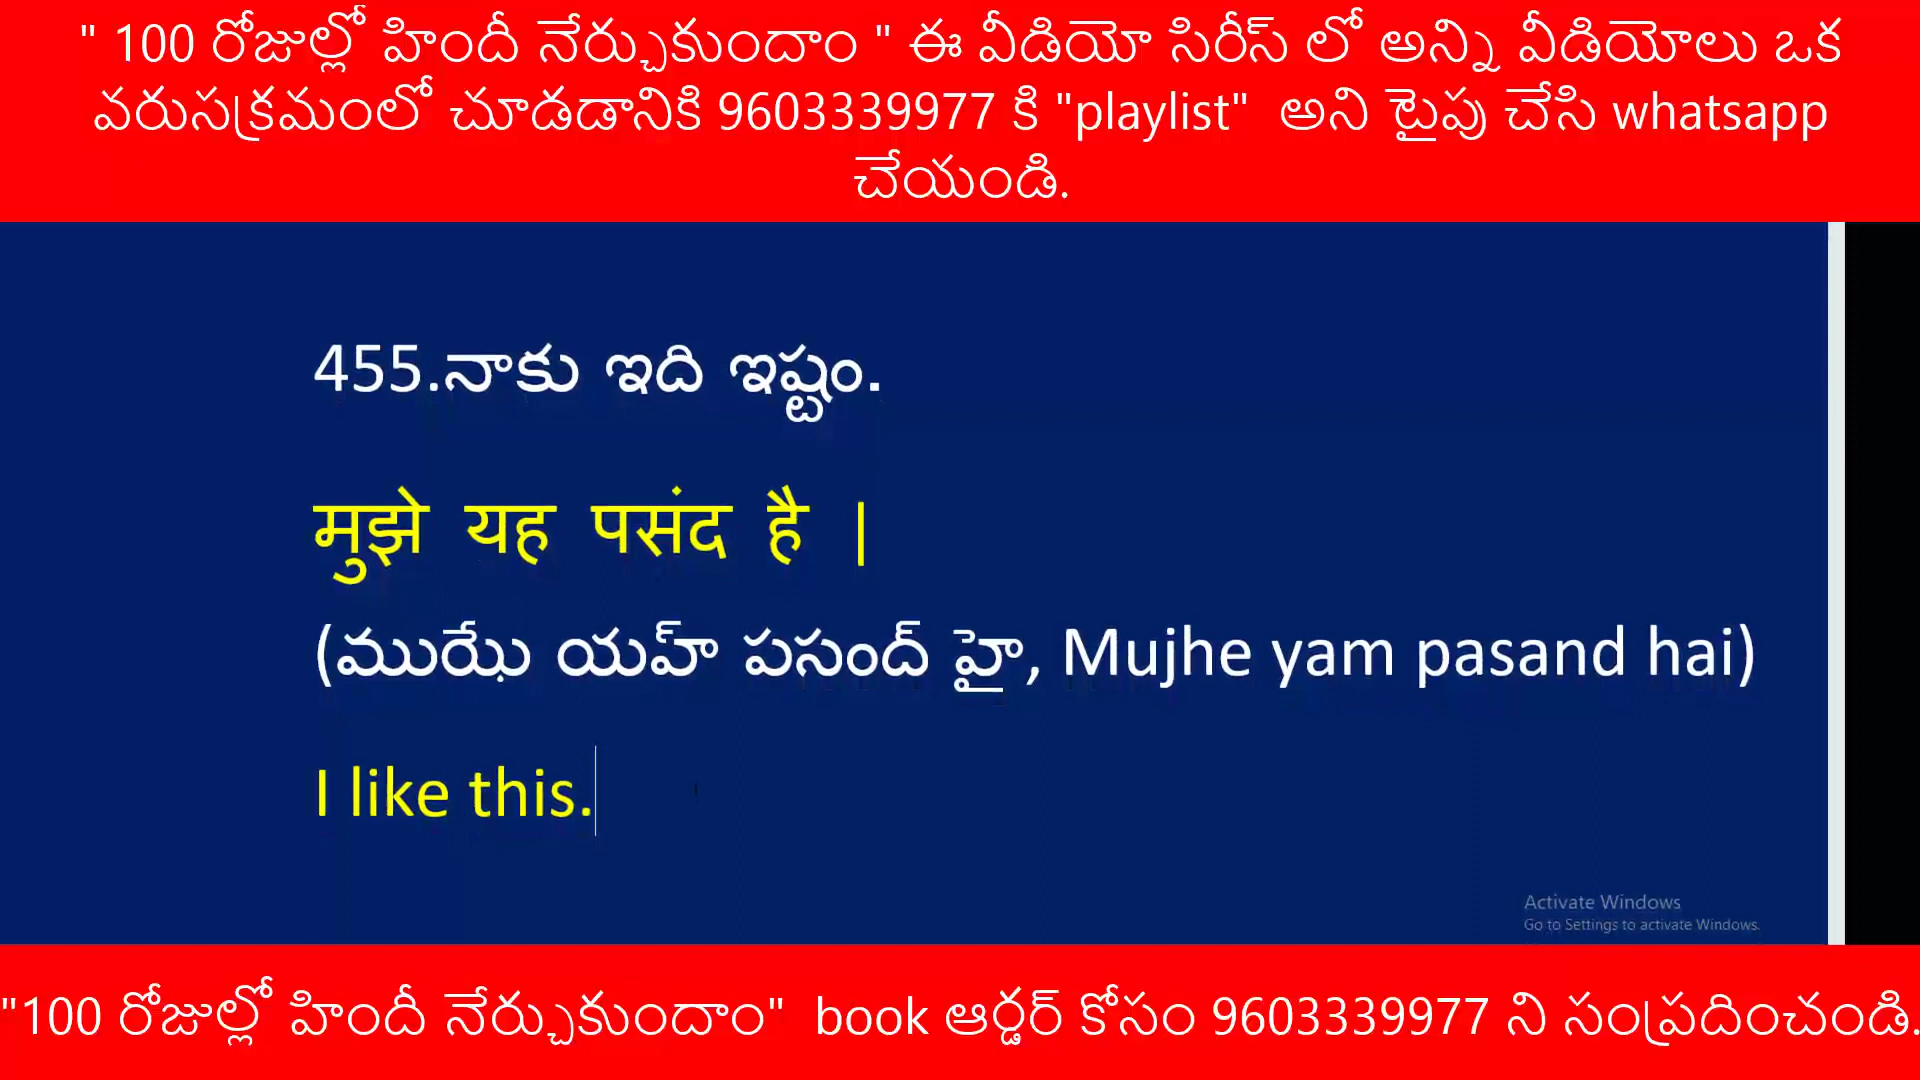 " 100 రోజుల్లో హిందీ నేర్చుకుందాం " ఈ వీడియో సిరీస్ లో అన్ని వీడియోలు ఒక
వరుసక్రమంలో చూడడానికి 9603339977 కి "playlist" అని టైపు చేసి whatsapp
చేయండి.
455.నాకు ఇది ఇష్టం.
मुझे यह पसंद है |
(ముఝే యహ్ పసంద్ హై, Mujhe yam pasand hai)
I like this.
Activate Windows
Go to Settings to activate Windows.
"100 రోజుల్లో హిందీ నేర్చుకుందాం" book ఆర్డర్ కోసం 9603339977 ని సంప్రదించండి.